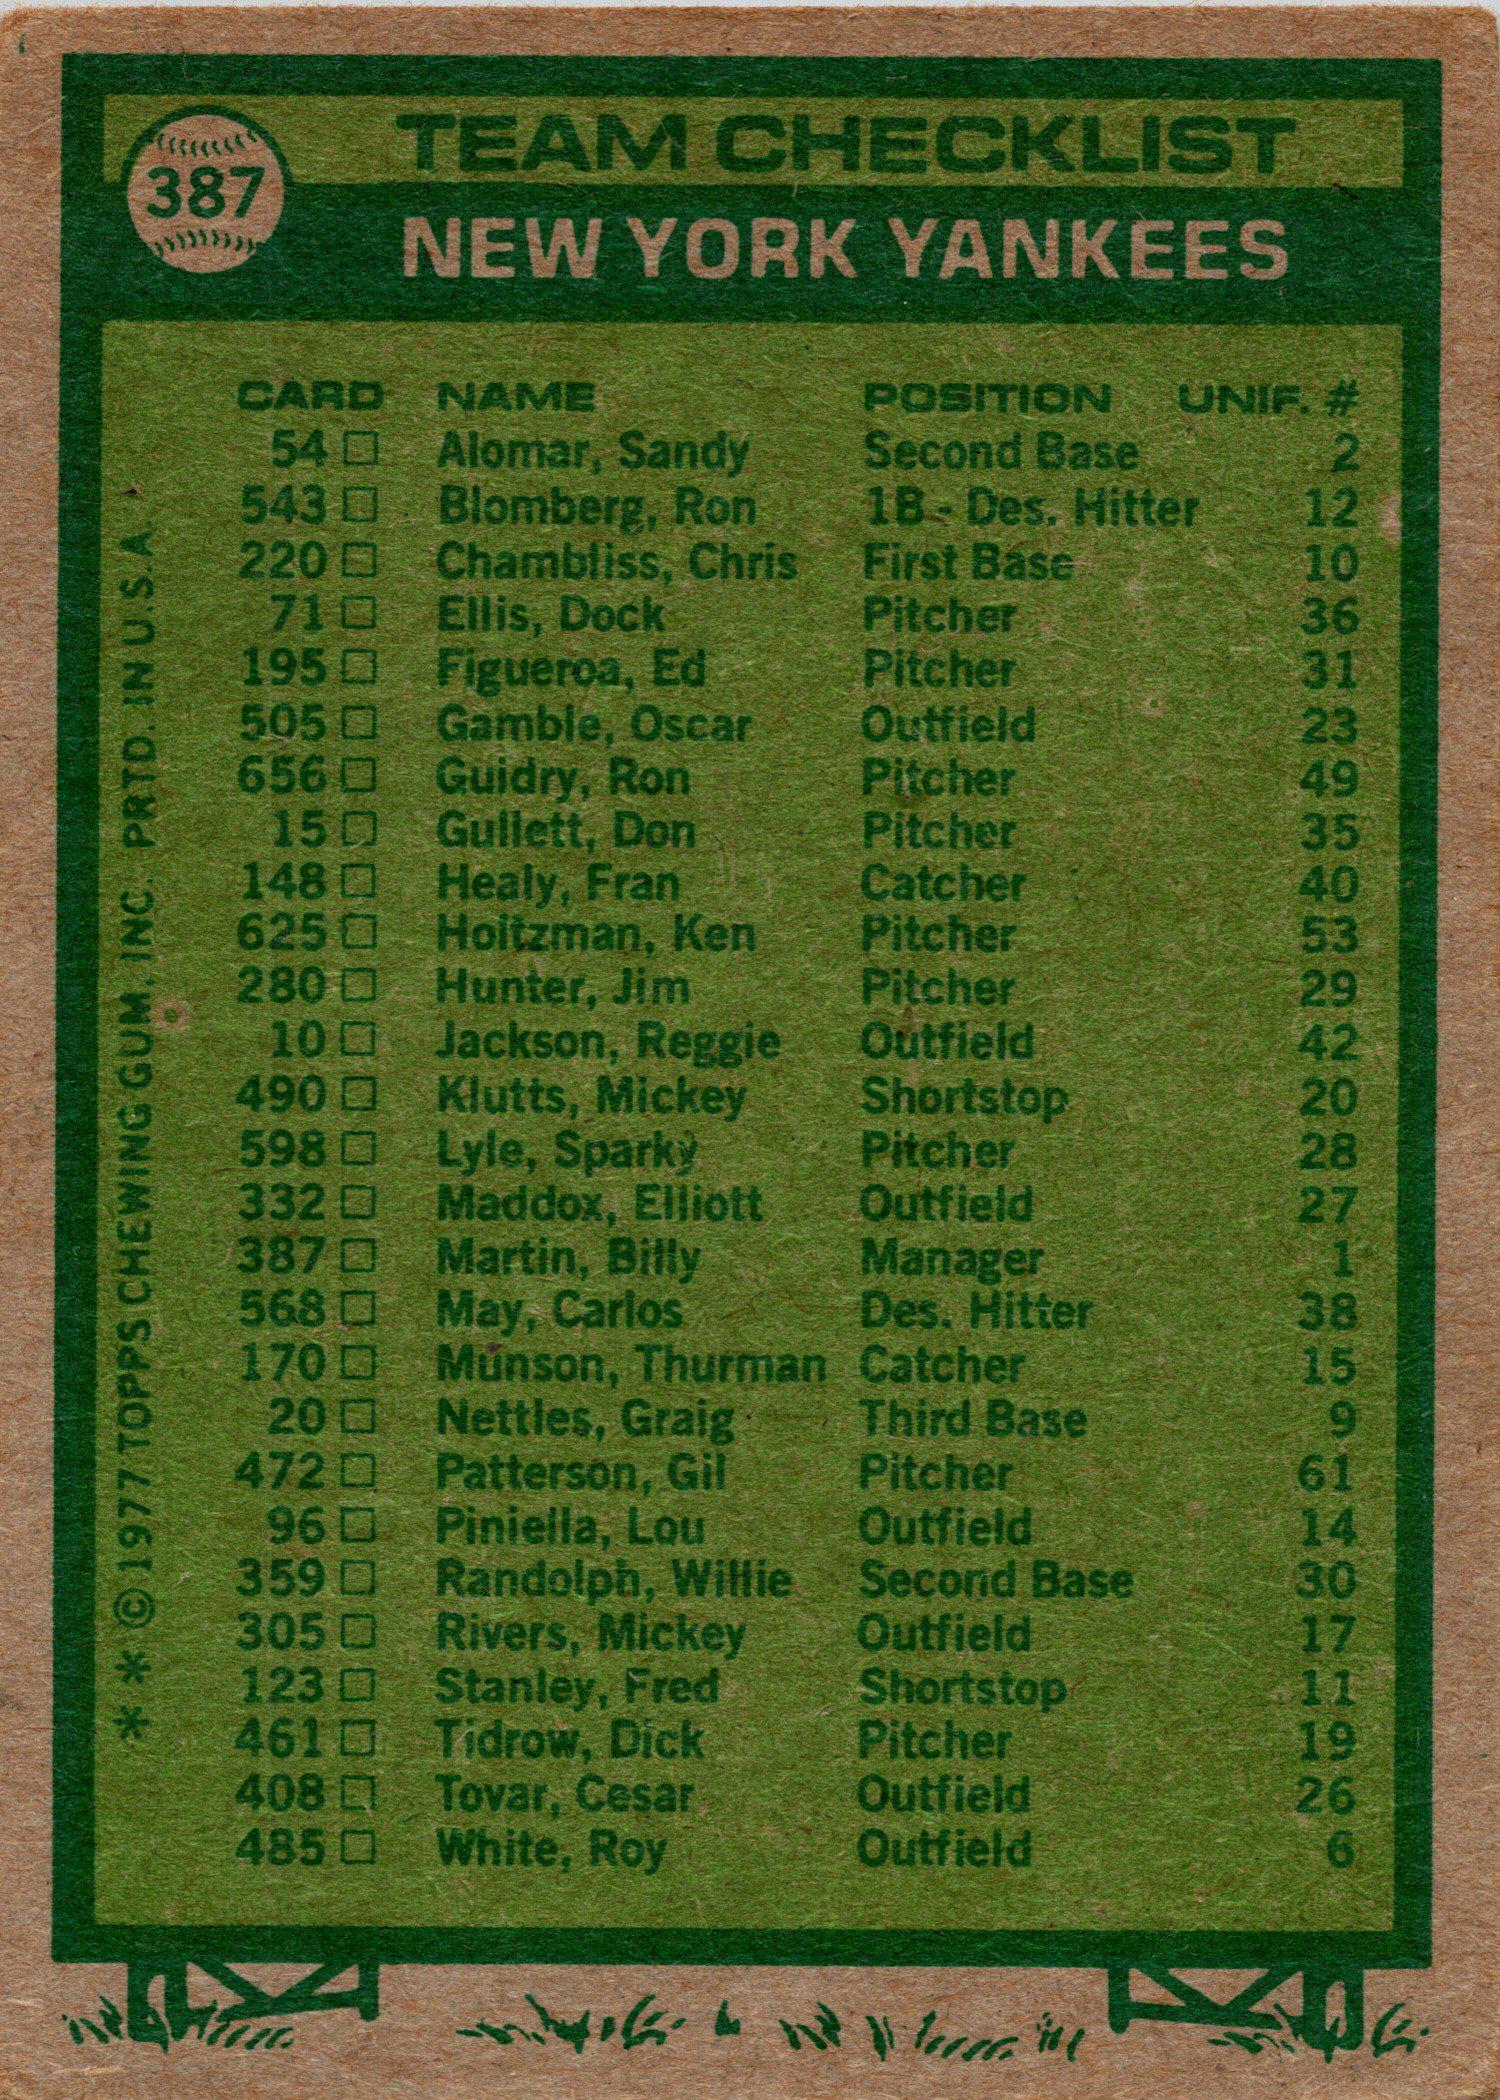 387
TEAM CHECKLIST
NEW YORK YANKEES
CARD NAME POSITION UNIF. #
54 □ Alomar, Sandy Second Base 2
543 □ Blomberg, Ron 1B - Des. Hitter 12
220 □ Chambliss, Chris First Base 10
71 □ Ellis, Dock Pitcher 36
195 □ Figueroa, Ed Pitcher 31
505 □ Gamble, Oscar Outfield 23
656 □ Guidry, Ron Pitcher 49
15 □ Gullett, Don Pitcher 35
148 □ Healy, Fran Catcher 40
625 □ Holtzman, Ken Pitcher 53
280 □ Hunter, Jim Pitcher 29
10 □ Jackson, Reggie Outfield 42
490 □ Klutts, Mickey Shortstop 20
598 □ Lyle, Sparky Pitcher 28
332 □ Maddox, Elliott Outfield 27
387 □ Martin, Billy Manager 1
568 □ May, Carlos Des. Hitter 38
170 □ Munson, Thurman Catcher 15
20 □ Nettles, Graig Third Base 9
472 □ Patterson, Gil Pitcher 61
96 □ Piniella, Lou Outfield 14
359 □ Randolph, Willie Second Base 30
305 □ Rivers, Mickey Outfield 17
123 □ Stanley, Fred Shortstop 11
461 □ Tidrow, Dick Pitcher 19
408 □ Tovar, Cesar Outfield 26
485 □ White, Roy Outfield 6
* * © 1977 TOPPS CHEWING GUM, INC. PRTD. IN U.S.A.